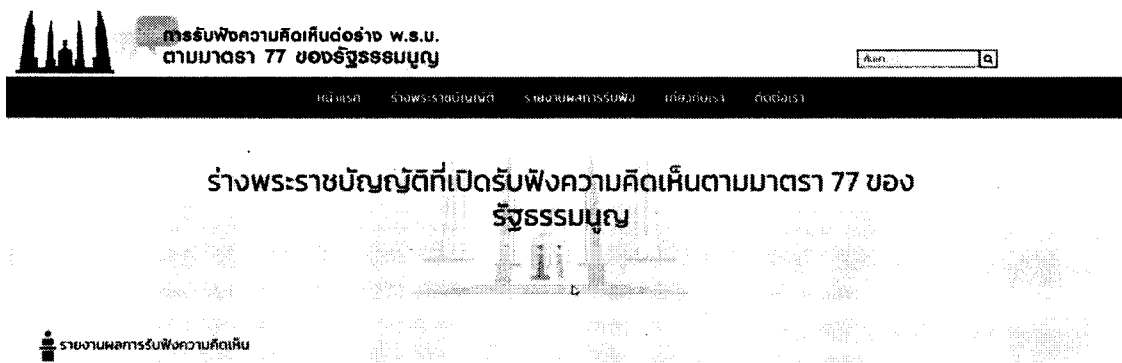 การรับฟังความคิดเห็นต่อร่าง พ.ร.บ.
ตามมาตรา 77 ของรัฐธรรมนูญ
ค้นหา
หน้าแรก ร่างพระราชบัญญัติ รายงานผลการรับฟัง เกี่ยวกับเรา ติดต่อเรา
ร่างพระราชบัญญัติที่เปิดรับฟังความคิดเห็นตามมาตรา 77 ของ
รัฐธรรมนูญ
รายงานผลการรับฟังความคิดเห็น